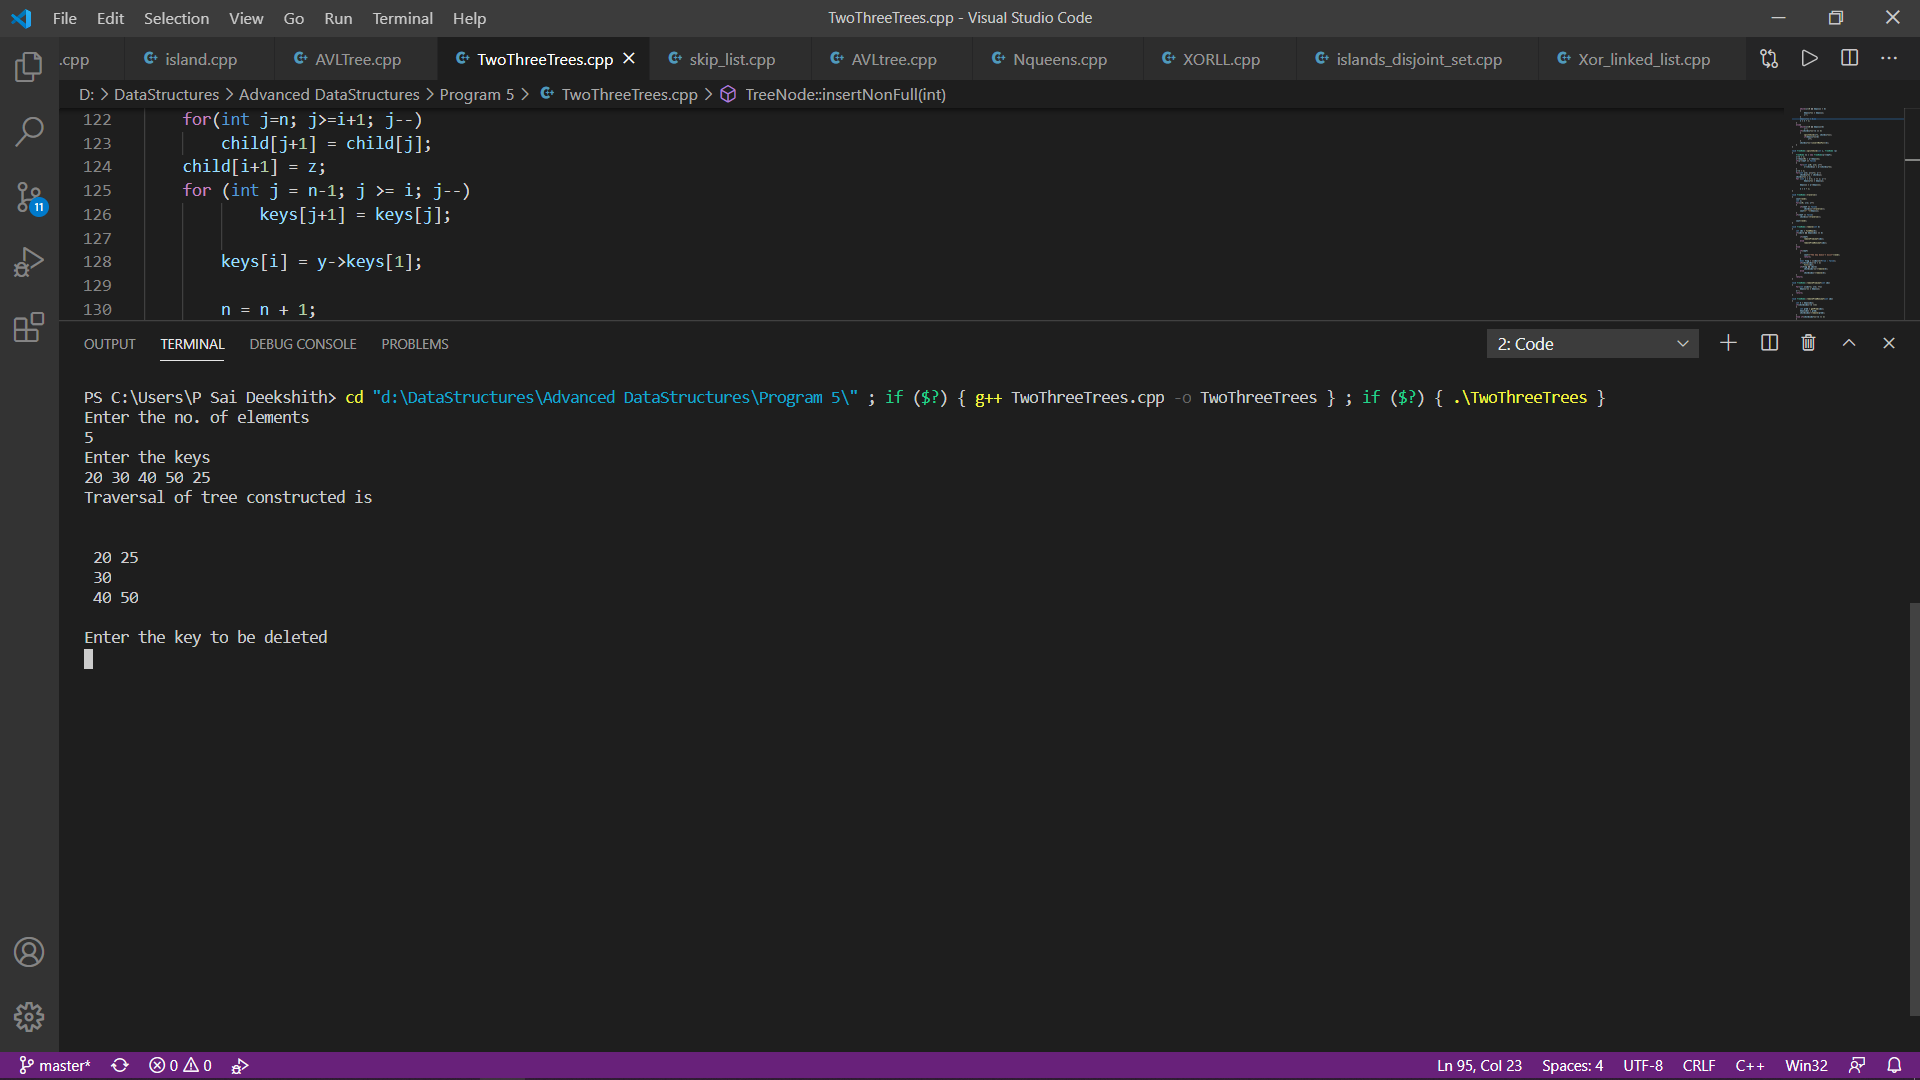 File Edit Selection View Go Run Terminal Help TwoThreeTrees.cpp - Visual Studio Code
.cpp island.cpp AVLTree.cpp TwoThreeTrees.cpp skip_list.cpp AVLtree.cpp Nqueens.cpp XORLL.cpp islands_disjoint_set.cpp Xor_linked_list.cpp
D: > DataStructures > Advanced DataStructures > Program 5 > TwoThreeTrees.cpp > TreeNode::insertNonFull(int)
122 for(int j=n; j>=i+1; j--)
123 child[j+1] = child[j];
124 child[i+1] = z;
125 for (int j = n-1; j >= i; j--)
126 keys[j+1] = keys[j];
127
128 keys[i] = y->keys[1];
129
130 n = n + 1;
11
OUTPUT TERMINAL DEBUG CONSOLE PROBLEMS 2: Code
PS C:\Users\P Sai Deekshith> cd "d:\DataStructures\Advanced DataStructures\Program 5\" ; if ($?) { g++ TwoThreeTrees.cpp -o TwoThreeTrees } ; if ($?) { .\TwoThreeTrees }
Enter the no. of elements
5
Enter the keys
20 30 40 50 25
Traversal of tree constructed is
20 25
30
40 50
Enter the key to be deleted
master* 0 0 Ln 95, Col 23 Spaces: 4 UTF-8 CRLF C++ Win32